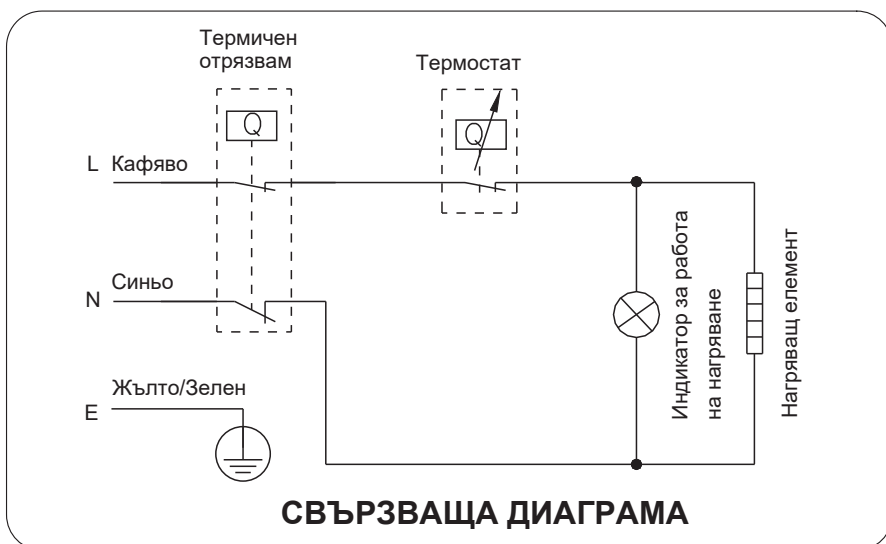 Термичен
отрязвам
Термостат
Q
Q
L Кафяво
Синьо
N
Жълто/Зелен
E
Индикатор за работа
на нагряване
Нагряващ елемент
СВЪРЗВАЩА ДИАГРАМА